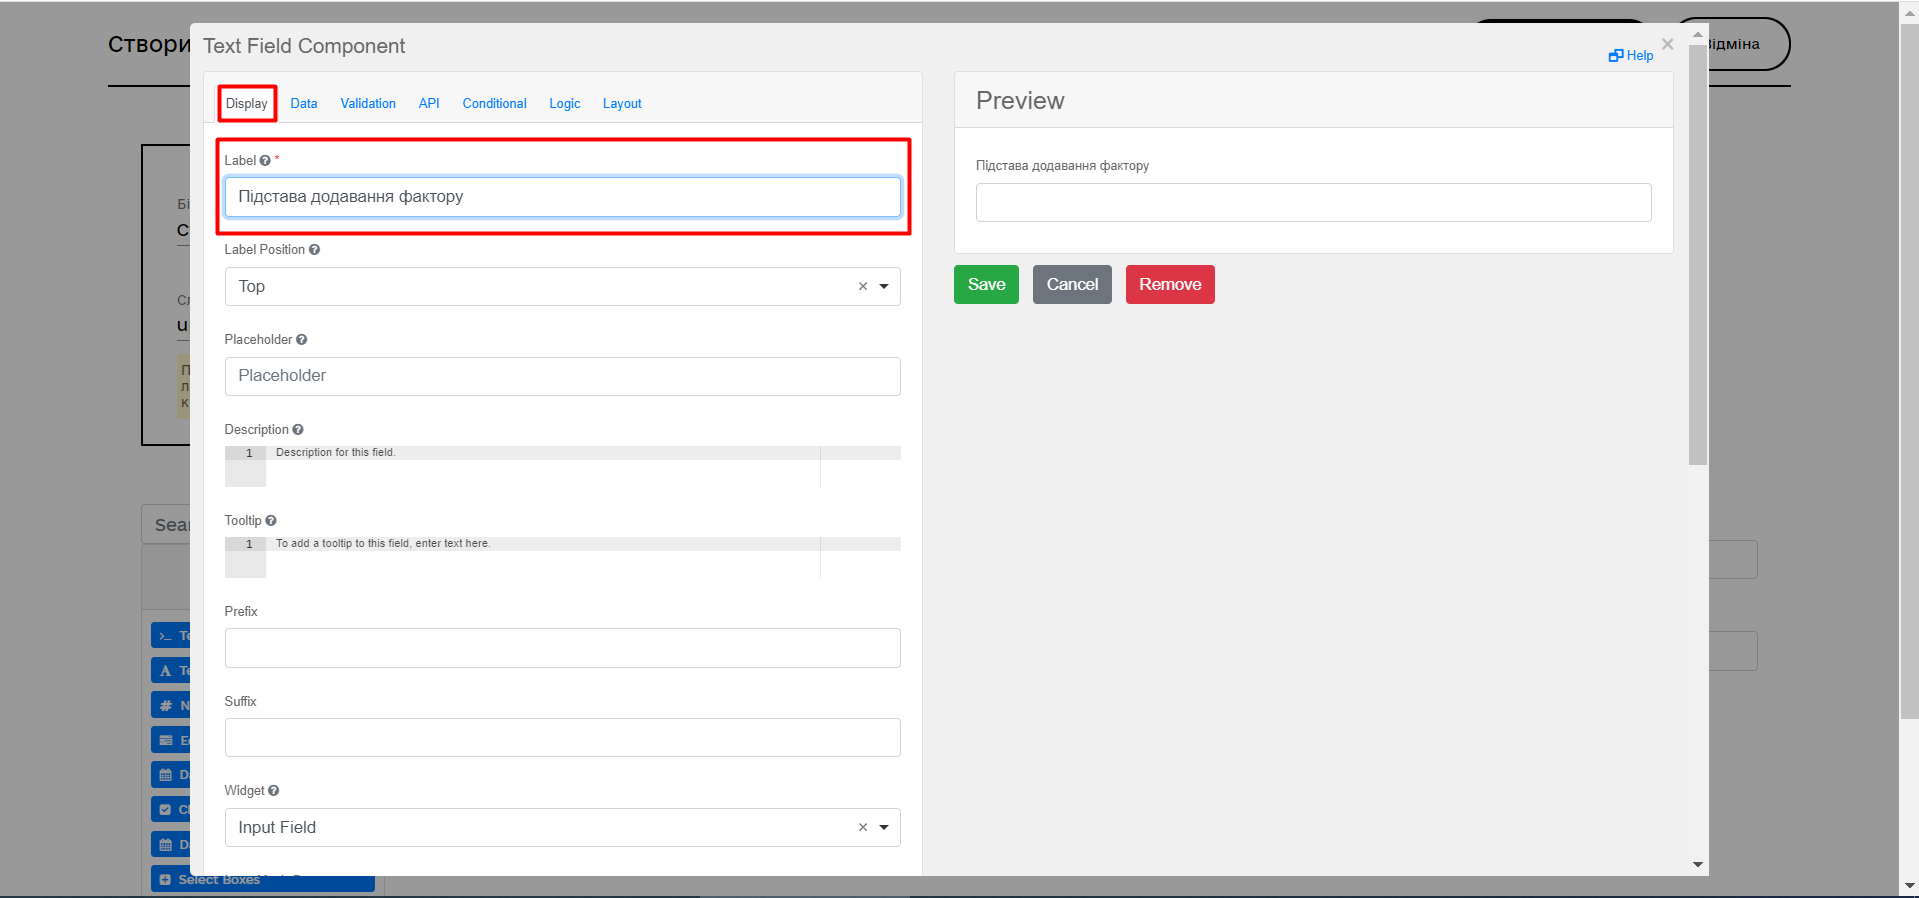 Створи
Text Field Component
Help
×
Відміна
Display Data Validation API Conditional Logic Layout
Preview
Label *
Підстава додавання фактору
Підстава додавання фактору
Label Position
Top
Save Cancel Remove
Placeholder
Placeholder
Description
1 Description for this field.
Tooltip
1 To add a tooltip to this field, enter text here.
Prefix
Suffix
Widget
Input Field
Select Boxes